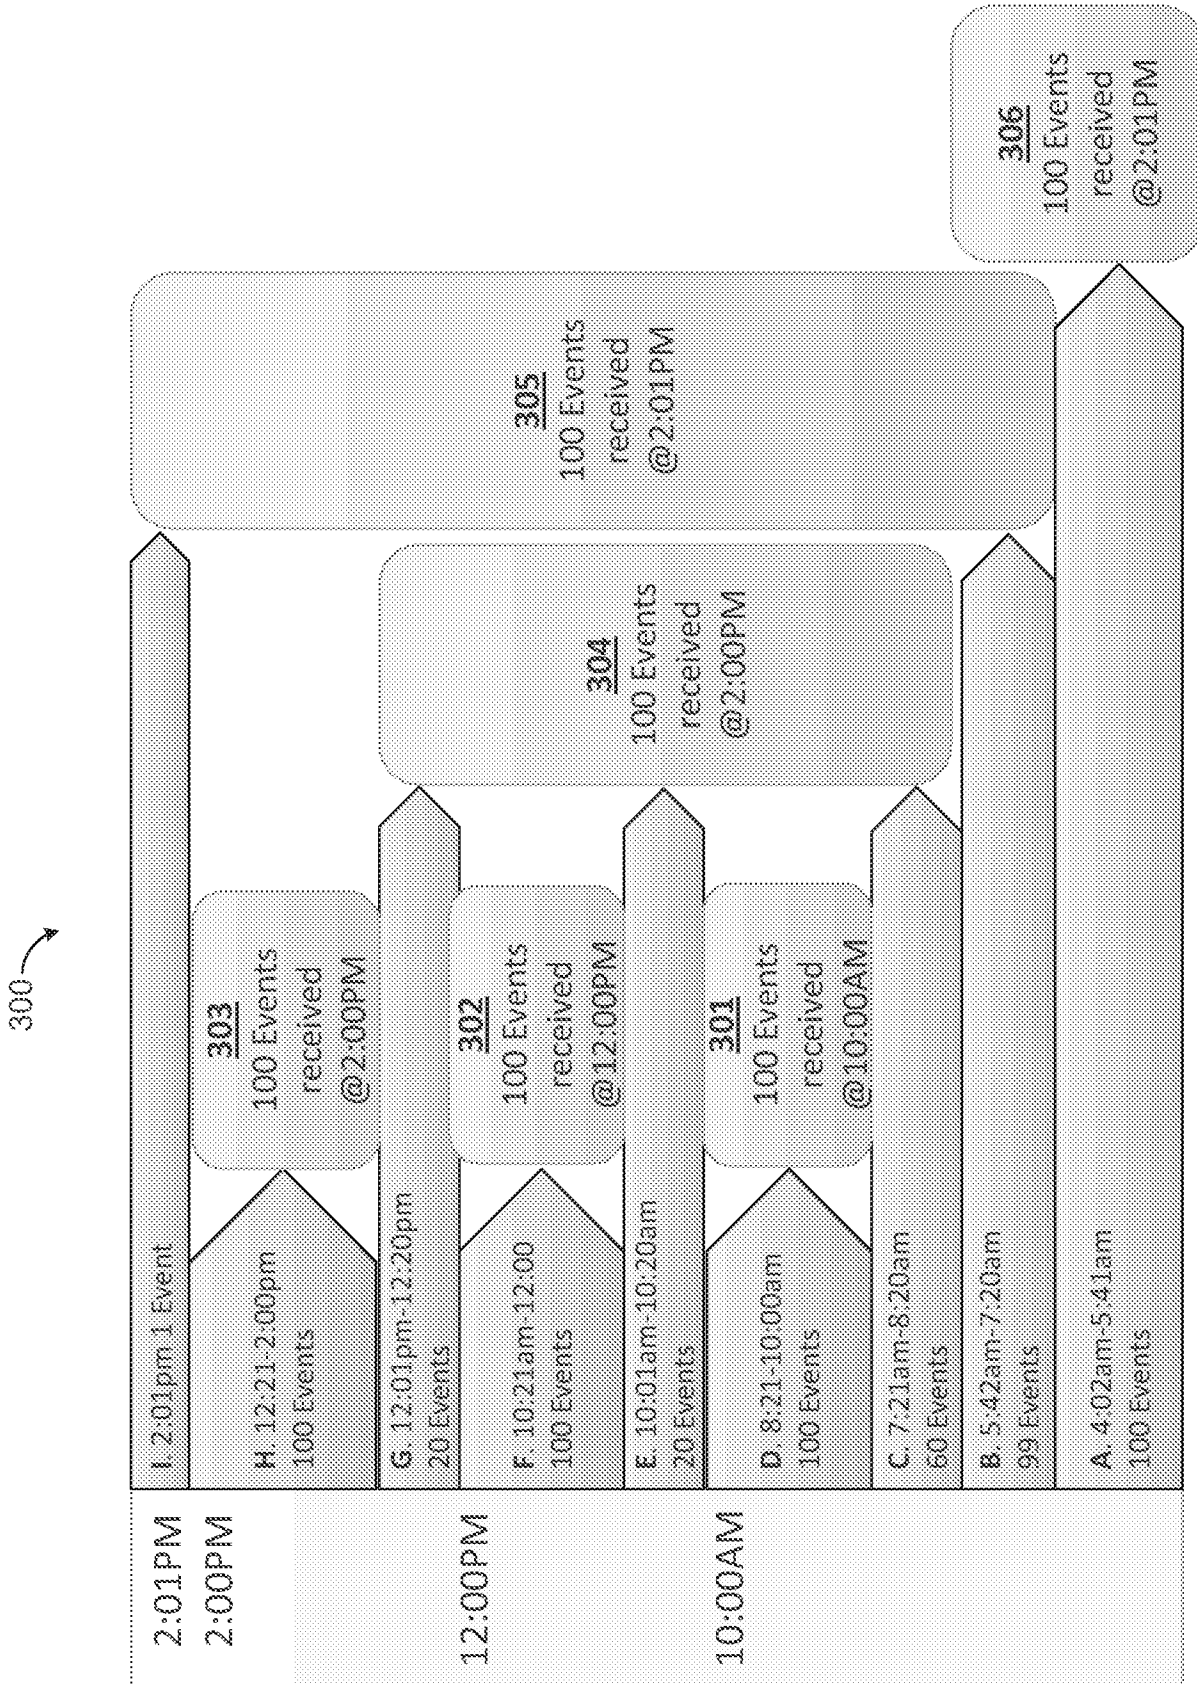 300
2:01PM
2:00PM
12:00PM
10:00AM
I. 2:01pm 1 Event
H. 12:21-2:00pm
100 Events
G. 12:01pm-12:20pm
20 Events
F. 10:21am-12:00
100 Events
E. 10:01am-10:20am
20 Events
D. 8:21-10:00am
100 Events
C. 7:21am-8:20am
60 Events
B. 5:42am-7:20am
99 Events
A. 4:02am-5:41am
100 Events
303
100 Events
received
@2:00PM
302
100 Events
received
@12:00PM
301
100 Events
received
@10:00AM
304
100 Events
received
@2:00PM
305
100 Events
received
@2:01PM
306
100 Events
received
@2:01PM